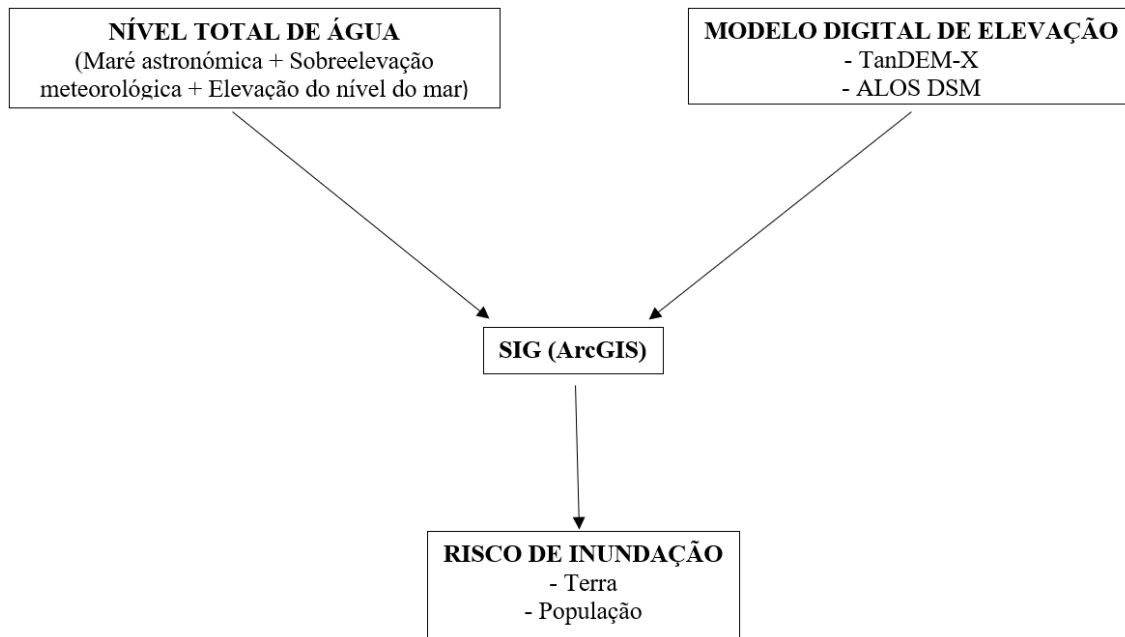 NÍVEL TOTAL DE ÁGUA
(Maré astronómica + Sobreelevação
meteorológica + Elevação do nível do mar)
MODELO DIGITAL DE ELEVAÇÃO
- TanDEM-X
- ALOS DSM
SIG (ArcGIS)
RISCO DE INUNDAÇÃO
- Terra
- População